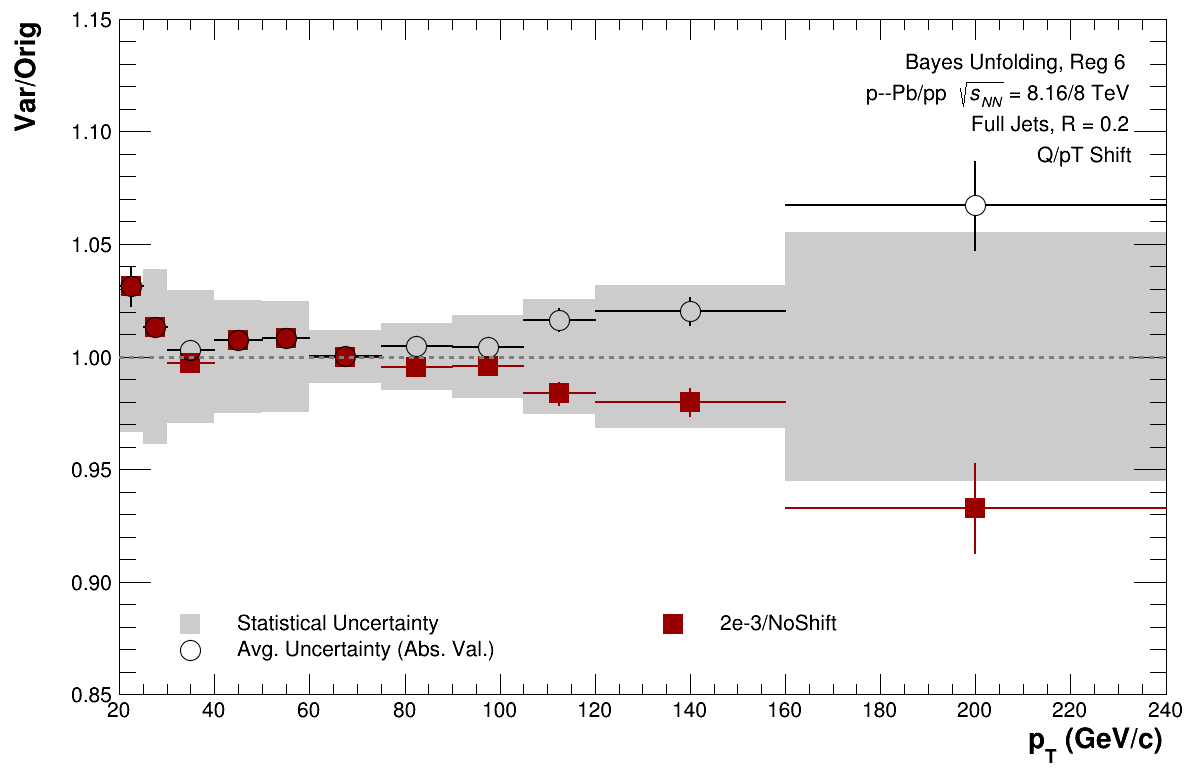 Var/Orig
1.15
1.10
1.05
1.00
0.95
0.90
0.85
Bayes Unfolding, Reg 6
p--Pb/pp √s_NN = 8.16/8 TeV
Full Jets, R = 0.2
Q/pT Shift
Statistical Uncertainty
Avg. Uncertainty (Abs. Val.)
2e-3/NoShift
20 40 60 80 100 120 140 160 180 200 220 240
p_T (GeV/c)